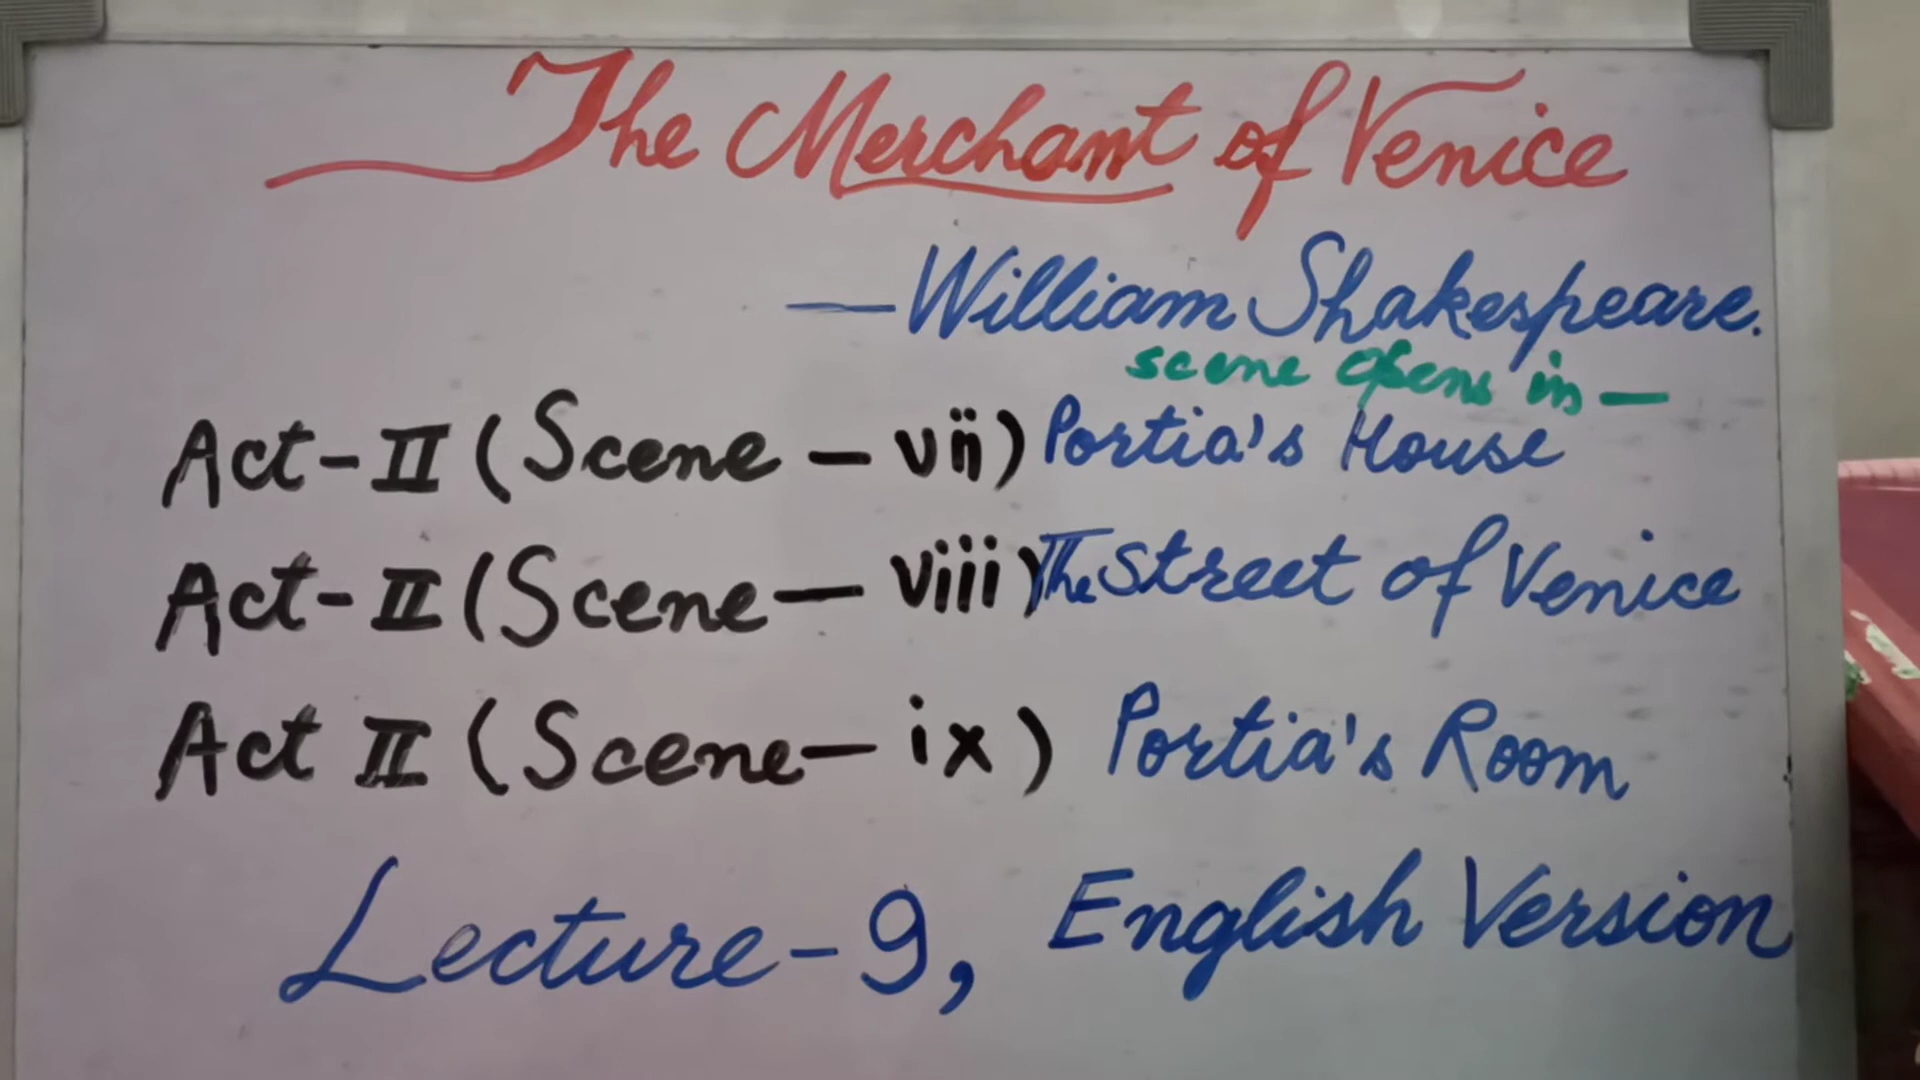 The Merchant of Venice
— William Shakespeare.
scene opens in —
Act-II (Scene - vii) Portia's House
Act-II (Scene - viii) The Street of Venice
Act II (Scene - ix) Portia's Room
Lecture-9, English Version